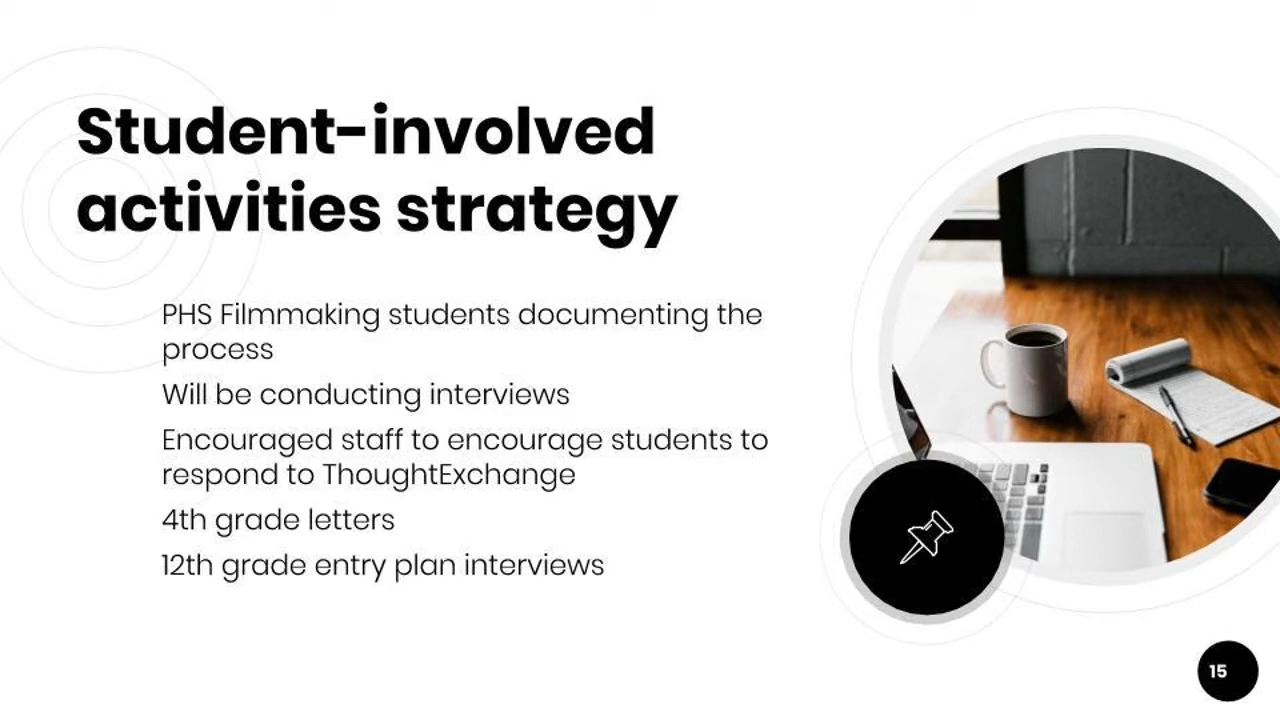 Student-involved
activities strategy
PHS Filmmaking students documenting the
process
Will be conducting interviews
Encouraged staff to encourage students to
respond to ThoughtExchange
4th grade letters
12th grade entry plan interviews
15